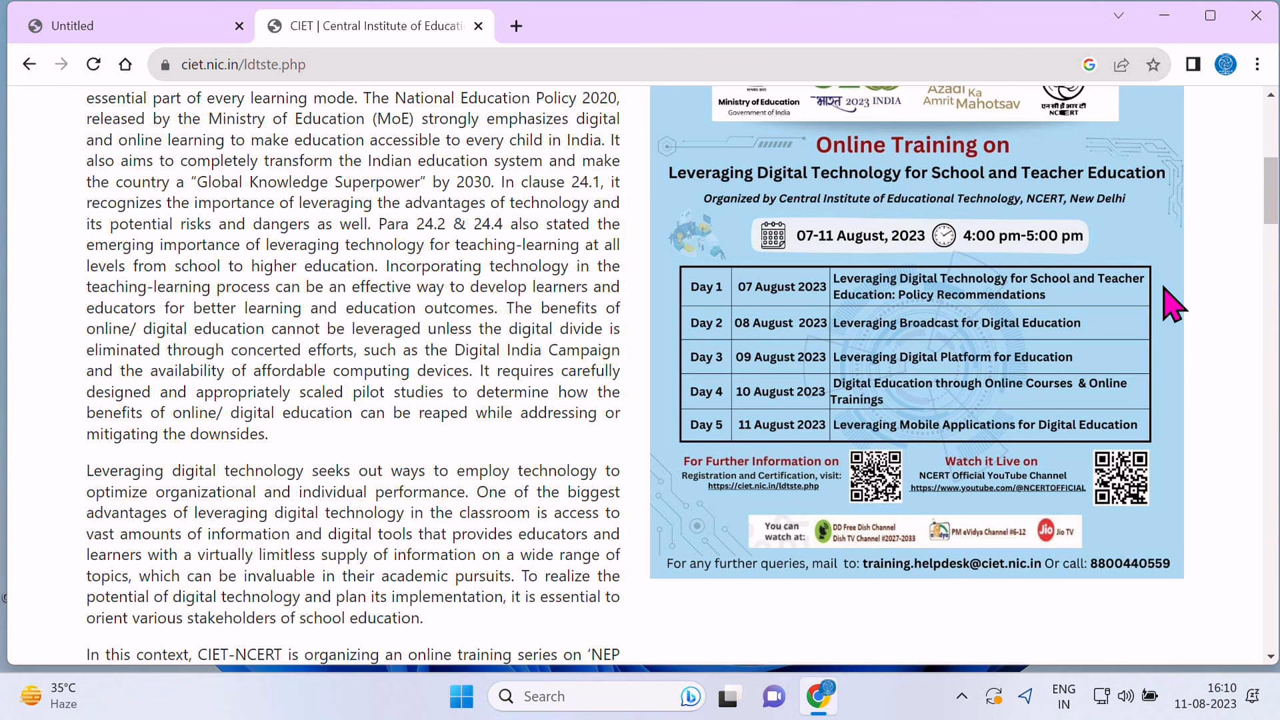 Untitled
CIET | Central Institute of Educati
ciet.nic.in/ldtste.php
essential part of every learning mode. The National Education Policy 2020,
released by the Ministry of Education (MoE) strongly emphasizes digital
and online learning to make education accessible to every child in India. It
also aims to completely transform the Indian education system and make
the country a “Global Knowledge Superpower” by 2030. In clause 24.1, it
recognizes the importance of leveraging the advantages of technology and
its potential risks and dangers as well. Para 24.2 & 24.4 also stated the
emerging importance of leveraging technology for teaching-learning at all
levels from school to higher education. Incorporating technology in the
teaching-learning process can be an effective way to develop learners and
educators for better learning and education outcomes. The benefits of
online/ digital education cannot be leveraged unless the digital divide is
eliminated through concerted efforts, such as the Digital India Campaign
and the availability of affordable computing devices. It requires carefully
designed and appropriately scaled pilot studies to determine how the
benefits of online/ digital education can be reaped while addressing or
mitigating the downsides.
Leveraging digital technology seeks out ways to employ technology to
optimize organizational and individual performance. One of the biggest
advantages of leveraging digital technology in the classroom is access to
vast amounts of information and digital tools that provides educators and
learners with a virtually limitless supply of information on a wide range of
topics, which can be invaluable in their academic pursuits. To realize the
potential of digital technology and plan its implementation, it is essential to
orient various stakeholders of school education.
In this context, CIET-NCERT is organizing an online training series on ‘NEP
Ministry of Education
Government of India
भारत 2023 INDIA
Azadi Ka
Amrit Mahotsav
एन सी ई आर टी
NCERT
Online Training on
Leveraging Digital Technology for School and Teacher Education
Organized by Central Institute of Educational Technology, NCERT, New Delhi
07-11 August, 2023 4:00 pm-5:00 pm
Day 1 07 August 2023 Leveraging Digital Technology for School and Teacher
Education: Policy Recommendations
Day 2 08 August 2023 Leveraging Broadcast for Digital Education
Day 3 09 August 2023 Leveraging Digital Platform for Education
Day 4 10 August 2023 Digital Education through Online Courses & Online
Trainings
Day 5 11 August 2023 Leveraging Mobile Applications for Digital Education
For Further Information on
Registration and Certification, visit:
https://ciet.nic.in/ldtste.php
Watch it Live on
NCERT Official YouTube Channel
https://www.youtube.com/@NCERTOFFICIAL
You can
watch at:
DD Free Dish Channel
Dish TV Channel #2027-2033
PM eVidya Channel #6-12
Jio Jio TV
For any further queries, mail to: training.helpdesk@ciet.nic.in Or call: 8800440559
35°C
Haze
Search
ENG
IN
16:10
11-08-2023